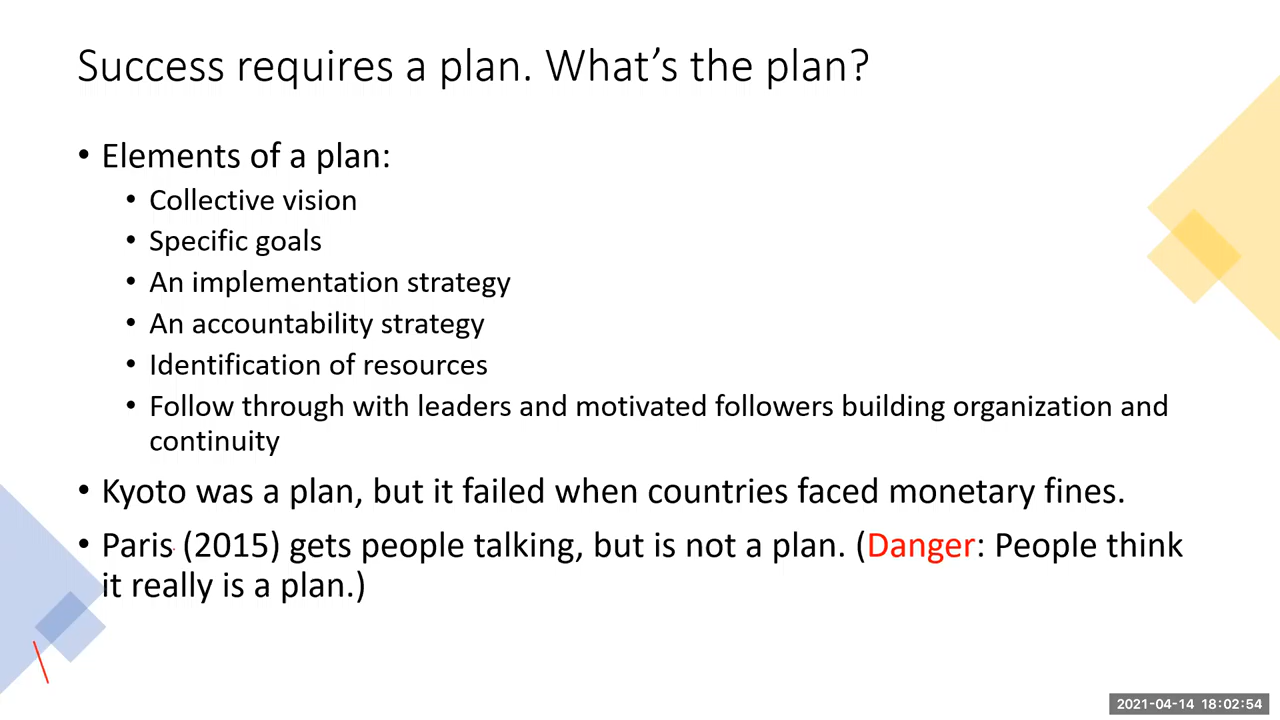 Success requires a plan. What’s the plan?
• Elements of a plan:
• Collective vision
• Specific goals
• An implementation strategy
• An accountability strategy
• Identification of resources
• Follow through with leaders and motivated followers building organization and
continuity
• Kyoto was a plan, but it failed when countries faced monetary fines.
• Paris (2015) gets people talking, but is not a plan. (Danger: People think
it really is a plan.)
2021-04-14 18:02:54